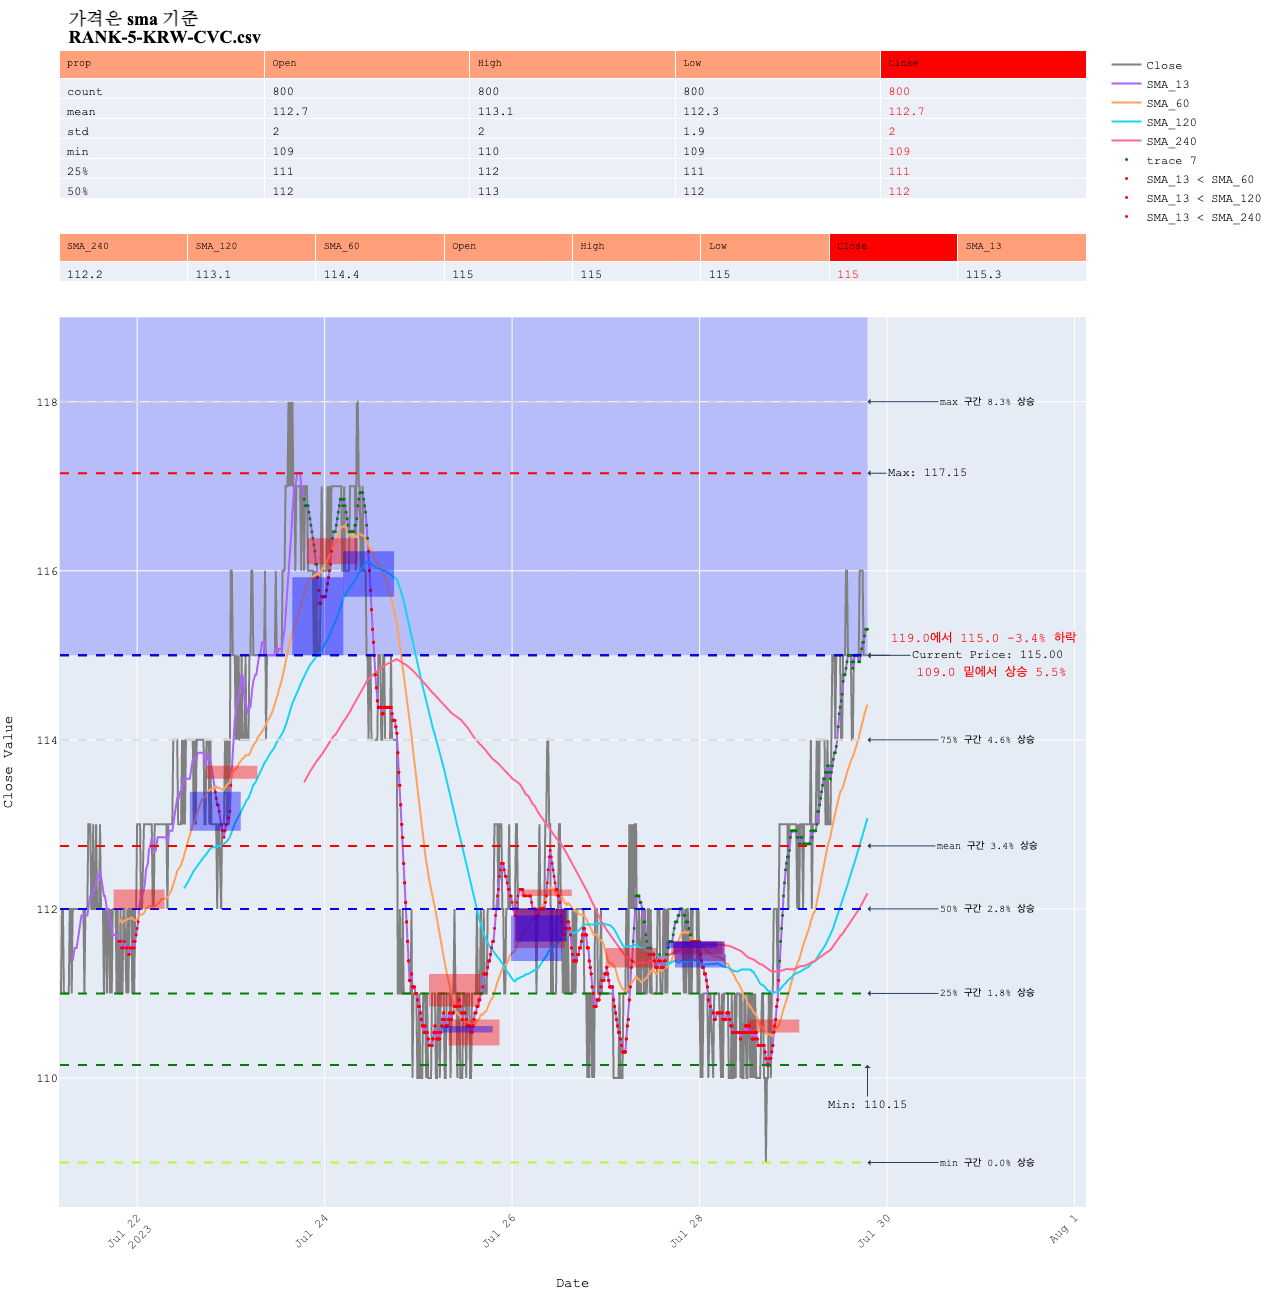 가격은 sma 기준
RANK-5-KRW-CVC.csv
prop Open High Low Close
count 800 800 800 800
mean 112.7 113.1 112.3 112.7
std 2 2 1.9 2
min 109 110 109 109
25% 111 112 111 111
50% 112 113 112 112
SMA_240 SMA_120 SMA_60 Open High Low Close SMA_13
112.2 113.1 114.4 115 115 115 115 115.3
Close
SMA_13
SMA_60
SMA_120
SMA_240
trace 7
SMA_13 < SMA_60
SMA_13 < SMA_120
SMA_13 < SMA_240
118
116
114
112
110
Close Value
max 구간 8.3% 상승
Max: 117.15
119.0에서 115.0 -3.4% 하락
Current Price: 115.00
109.0 밑에서 상승 5.5%
75% 구간 4.6% 상승
mean 구간 3.4% 상승
50% 구간 2.8% 상승
25% 구간 1.8% 상승
Min: 110.15
min 구간 0.0% 상승
Jul 22
2023
Jul 24
Jul 26
Jul 28
Jul 30
Aug 1
Date